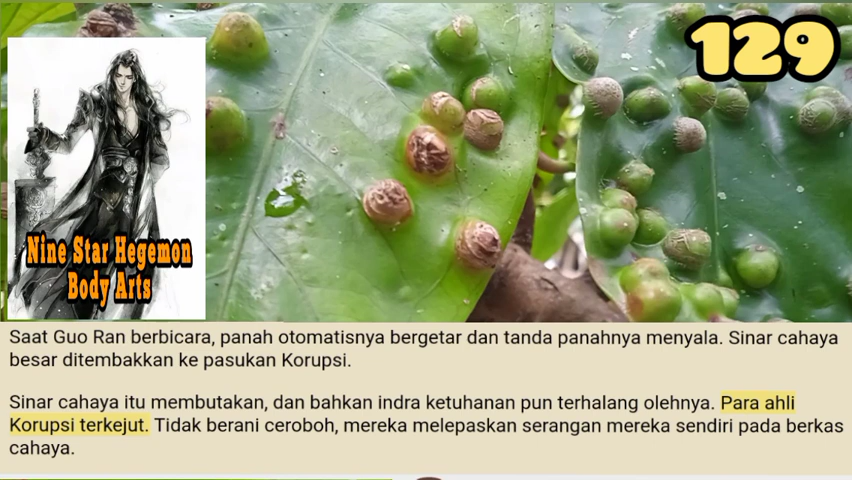 129
Nine Star Hegemon
Body Arts
Saat Guo Ran berbicara, panah otomatisnya bergetar dan tanda panahnya menyala. Sinar cahaya
besar ditembakkan ke pasukan Korupsi.
Sinar cahaya itu membutakan, dan bahkan indra ketuhanan pun terhalang olehnya. Para ahli
Korupsi terkejut. Tidak berani ceroboh, mereka melepaskan serangan mereka sendiri pada berkas
cahaya.